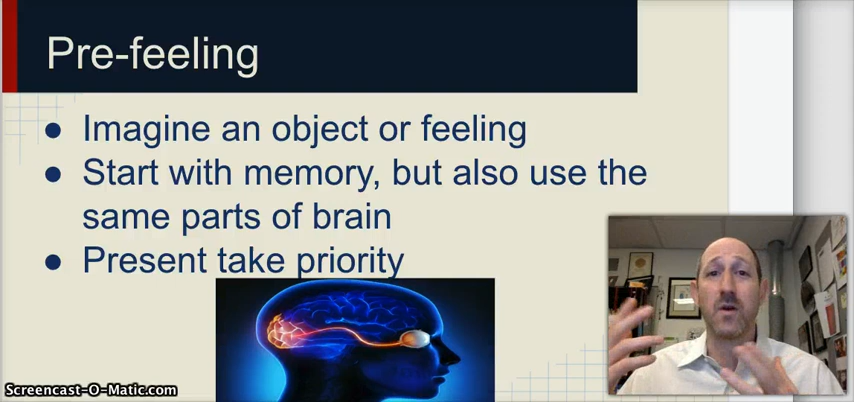 Pre-feeling
● Imagine an object or feeling
● Start with memory, but also use the
same parts of brain
● Present take priority
Screencast-O-Matic.com